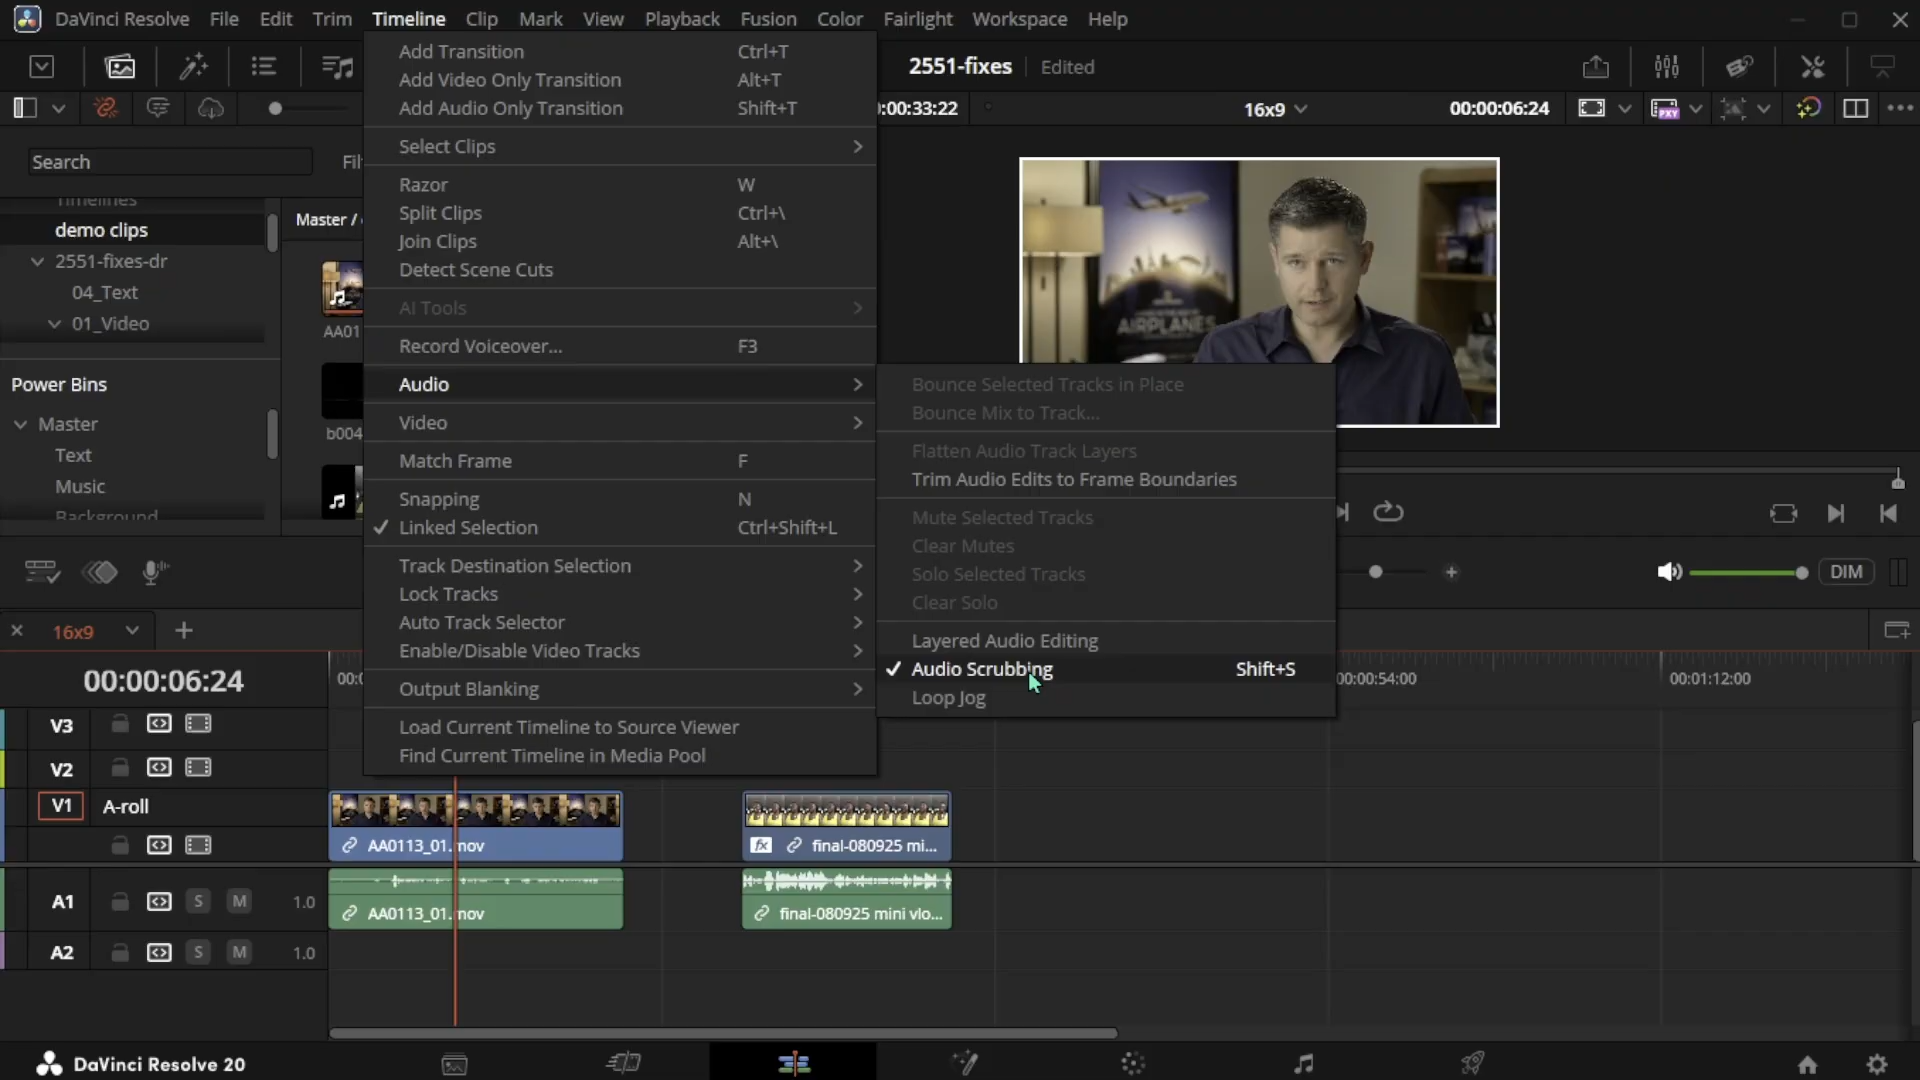 DaVinci Resolve File Edit Trim Timeline Clip Mark View Playback Fusion Color Fairlight Workspace Help
2551-fixes Edited
:00:33:22 16x9 00:00:06:24
PXY
Search Fil
Timelines
demo clips
2551-fixes-dr
04_Text
01_Video
Master /
AA01
Power Bins
Master
Text
Music
Background
b004
Add Transition Ctrl+T
Add Video Only Transition Alt+T
Add Audio Only Transition Shift+T
Select Clips
Razor W
Split Clips Ctrl+\
Join Clips Alt+\
Detect Scene Cuts
AI Tools
Record Voiceover... F3
Audio
Video
Match Frame F
Snapping N
Linked Selection Ctrl+Shift+L
Track Destination Selection
Lock Tracks
Auto Track Selector
Enable/Disable Video Tracks
Output Blanking
Load Current Timeline to Source Viewer
Find Current Timeline in Media Pool
Bounce Selected Tracks in Place
Bounce Mix to Track...
Flatten Audio Track Layers
Trim Audio Edits to Frame Boundaries
Mute Selected Tracks
Clear Mutes
Solo Selected Tracks
Clear Solo
Layered Audio Editing
Audio Scrubbing Shift+S
Loop Jog
AIRPLANES
DIM
16x9
00:00:06:24
00:0
00:00:54:00 00:01:12:00
V3
V2
V1 A-roll
AA0113_01.mov
fx final-080925 mi...
A1 S M 1.0
AA0113_01.mov
final-080925 mini vlo...
A2 S M 1.0
DaVinci Resolve 20